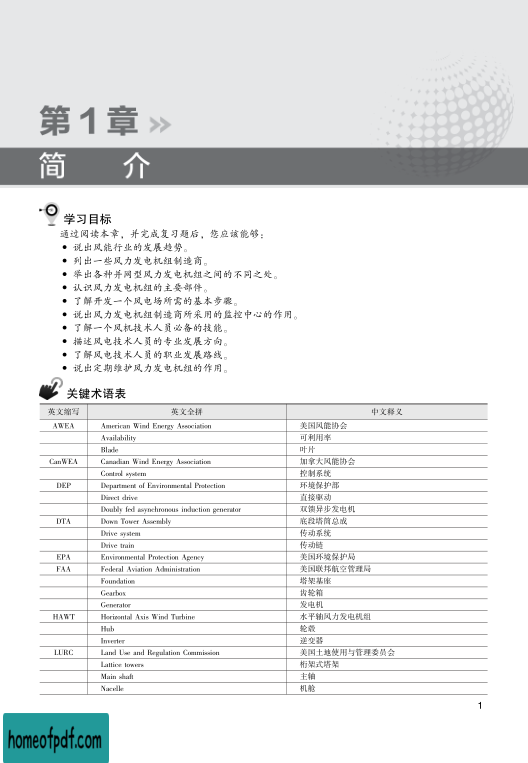 第1章
简 介
学习目标
通过阅读本章，并完成复习题后，您应该能够：
● 说出风能行业的发展趋势。
● 列出一些风力发电机组制造商。
● 举出各种并网型风力发电机组之间的不同之处。
● 认识风力发电机组的主要部件。
● 了解开发一个风电场所需的基本步骤。
● 说出风力发电机组制造商所采用的监控中心的作用。
● 了解一个风机技术人员必备的技能。
● 描述风电技术人员的专业发展方向。
● 了解风电技术人员的职业发展路线。
● 说出定期维护风力发电机组的作用。
关键术语表
英文缩写 英文全拼 中文释义
AWEA American Wind Energy Association 美国风能协会
Availability 可利用率
Blade 叶片
CanWEA Canadian Wind Energy Association 加拿大风能协会
Control system 控制系统
DEP Department of Environmental Protection 环境保护部
Direct drive 直接驱动
Doubly fed asynchronous induction generator 双馈异步发电机
DTA Down Tower Assembly 底段塔筒总成
Drive system 传动系统
Drive train 传动链
EPA Environmental Protection Agency 美国环境保护局
FAA Federal Aviation Administration 美国联邦航空管理局
Foundation 塔架基座
Gearbox 齿轮箱
Generator 发电机
HAWT Horizontal Axis Wind Turbine 水平轴风力发电机组
Hub 轮毂
Inverter 逆变器
LURC Land Use and Regulation Commission 美国土地使用与管理委员会
Lattice towers 桁架式塔架
Main shaft 主轴
Nacelle 机舱
1
homeofpdf.com